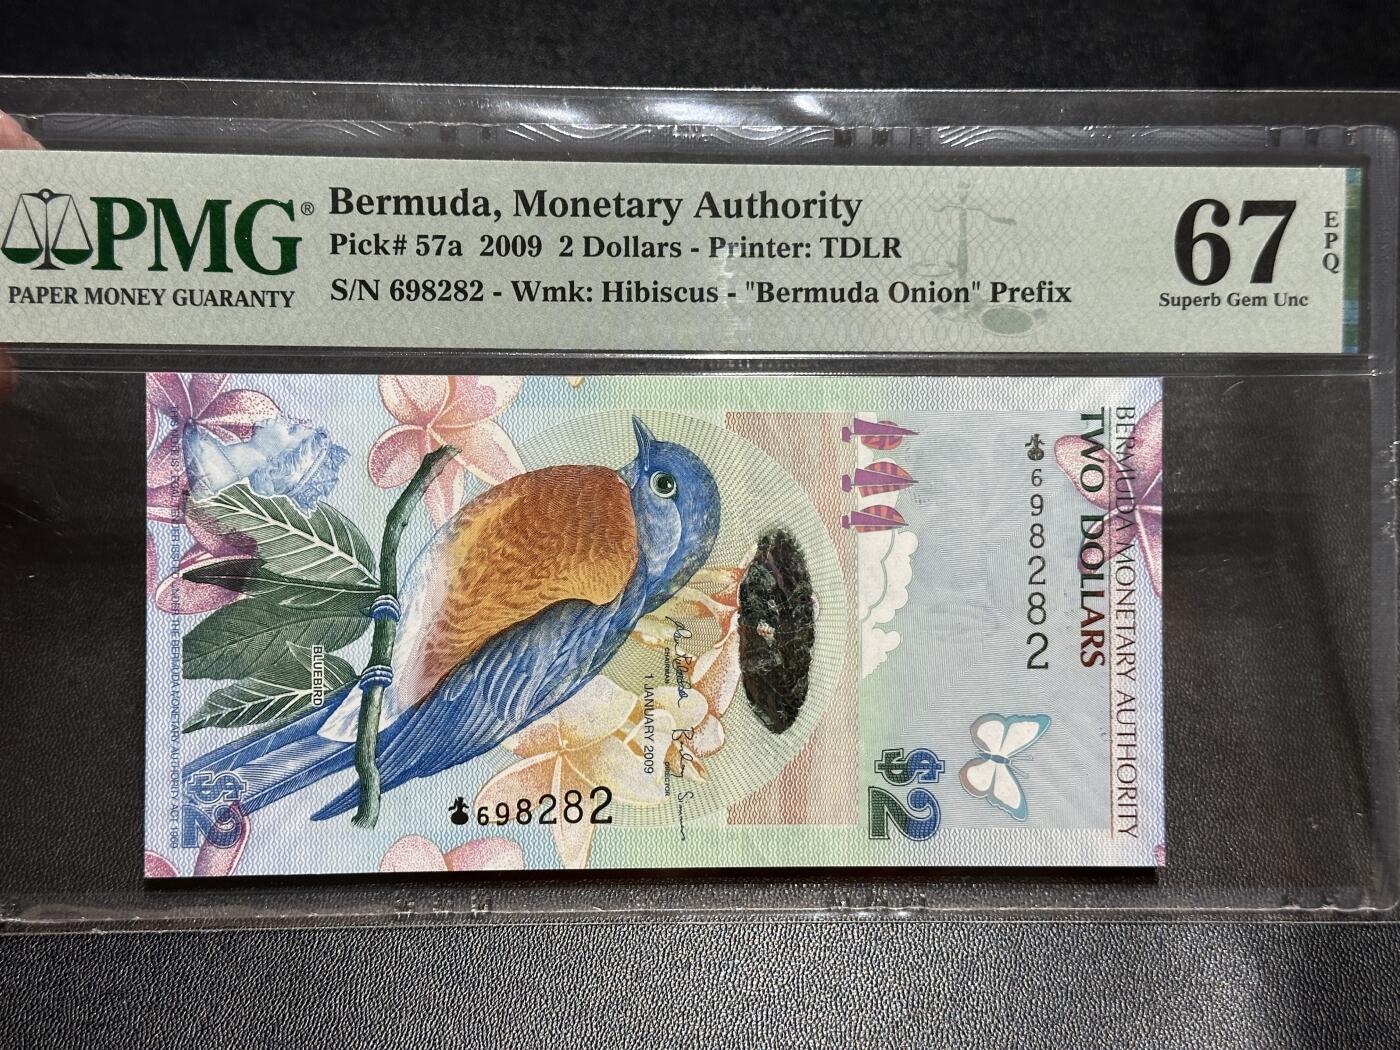 PMG®
PAPER MONEY GUARANTY
Bermuda, Monetary Authority
Pick# 57a 2009 2 Dollars - Printer: TDLR
S/N 698282 - Wmk: Hibiscus - "Bermuda Onion" Prefix
67
EPQ
Superb Gem Unc
BERMUDA MONETARY AUTHORITY
TWO DOLLARS
698282
$2
BLUEBIRD
CHAIRMAN
1 JANUARY 2009
DIRECTOR
698282
$2